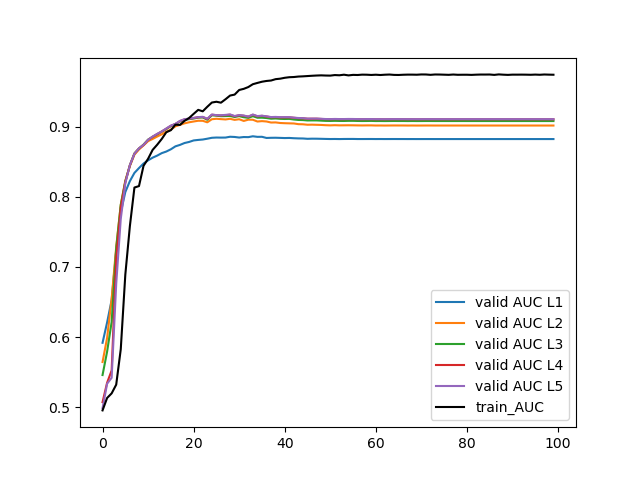 0.9
0.8
0.7
0.6
0.5
0 20 40 60 80 100
valid AUC L1
valid AUC L2
valid AUC L3
valid AUC L4
valid AUC L5
train_AUC